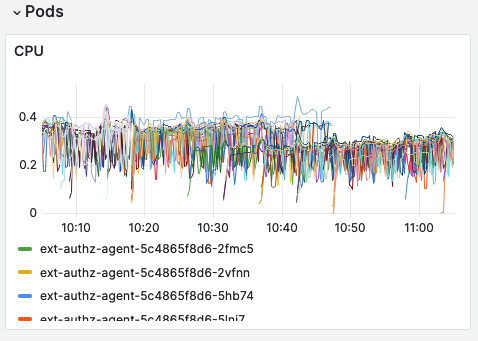 Pods
CPU
0.4
0.2
0
10:10 10:20 10:30 10:40 10:50 11:00
ext-authz-agent-5c4865f8d6-2fmc5
ext-authz-agent-5c4865f8d6-2vfnn
ext-authz-agent-5c4865f8d6-5hb74